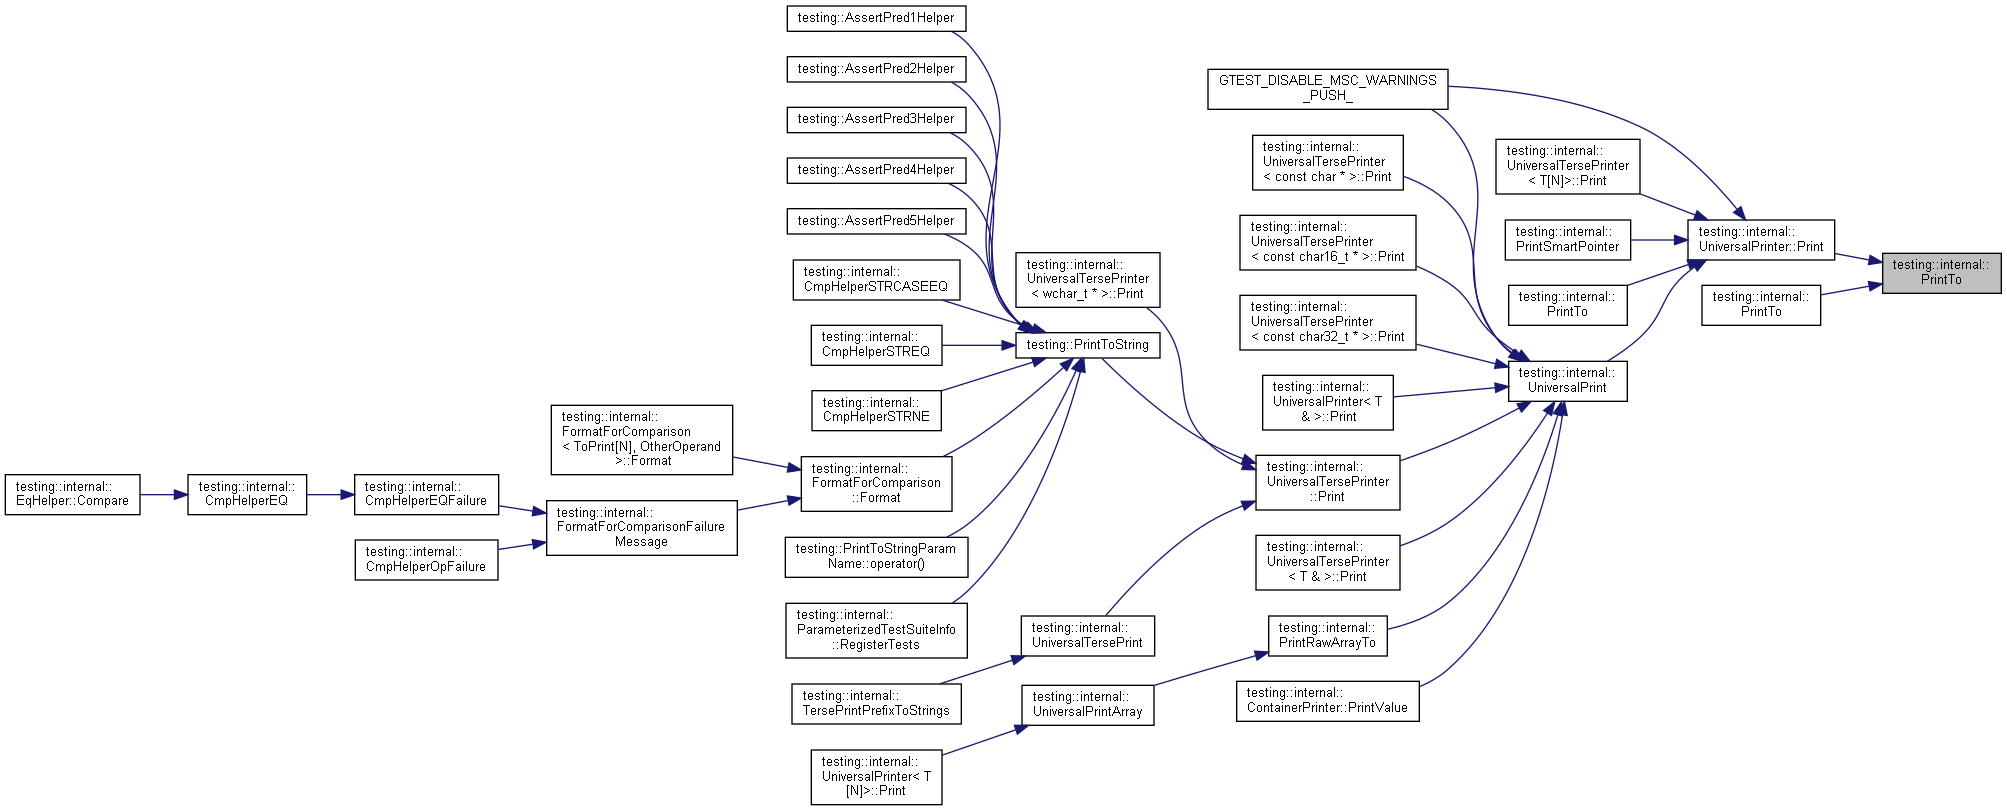 testing::internal::
EqHelper::Compare
testing::internal::
CmpHelperEQ
testing::internal::
CmpHelperEQFailure
testing::internal::
CmpHelperOpFailure
testing::internal::
FormatForComparison
< ToPrint[N], OtherOperand
>::Format
testing::internal::
FormatForComparisonFailure
Message
testing::AssertPred1Helper
testing::AssertPred2Helper
testing::AssertPred3Helper
testing::AssertPred4Helper
testing::AssertPred5Helper
testing::internal::
CmpHelperSTRCASEEQ
testing::internal::
CmpHelperSTREQ
testing::internal::
CmpHelperSTRNE
testing::internal::
FormatForComparison
::Format
testing::PrintToStringParam
Name::operator()
testing::internal::
ParameterizedTestSuiteInfo
::RegisterTests
testing::internal::
TersePrintPrefixToStrings
testing::internal::
UniversalPrinter< T
[N]>::Print
testing::internal::
UniversalTersePrinter
< wchar_t * >::Print
testing::PrintToString
testing::internal::
UniversalTersePrint
testing::internal::
UniversalPrintArray
GTEST_DISABLE_MSC_WARNINGS
_PUSH_
testing::internal::
UniversalTersePrinter
< const char * >::Print
testing::internal::
UniversalTersePrinter
< const char16_t * >::Print
testing::internal::
UniversalTersePrinter
< const char32_t * >::Print
testing::internal::
UniversalPrinter< T
& >::Print
testing::internal::
UniversalTersePrinter
::Print
testing::internal::
UniversalTersePrinter
< T & >::Print
testing::internal::
PrintRawArrayTo
testing::internal::
ContainerPrinter::PrintValue
testing::internal::
UniversalTersePrinter
< T[N]>::Print
testing::internal::
PrintSmartPointer
testing::internal::
PrintTo
testing::internal::
UniversalPrint
testing::internal::
UniversalPrinter::Print
testing::internal::
PrintTo
testing::internal::
PrintTo